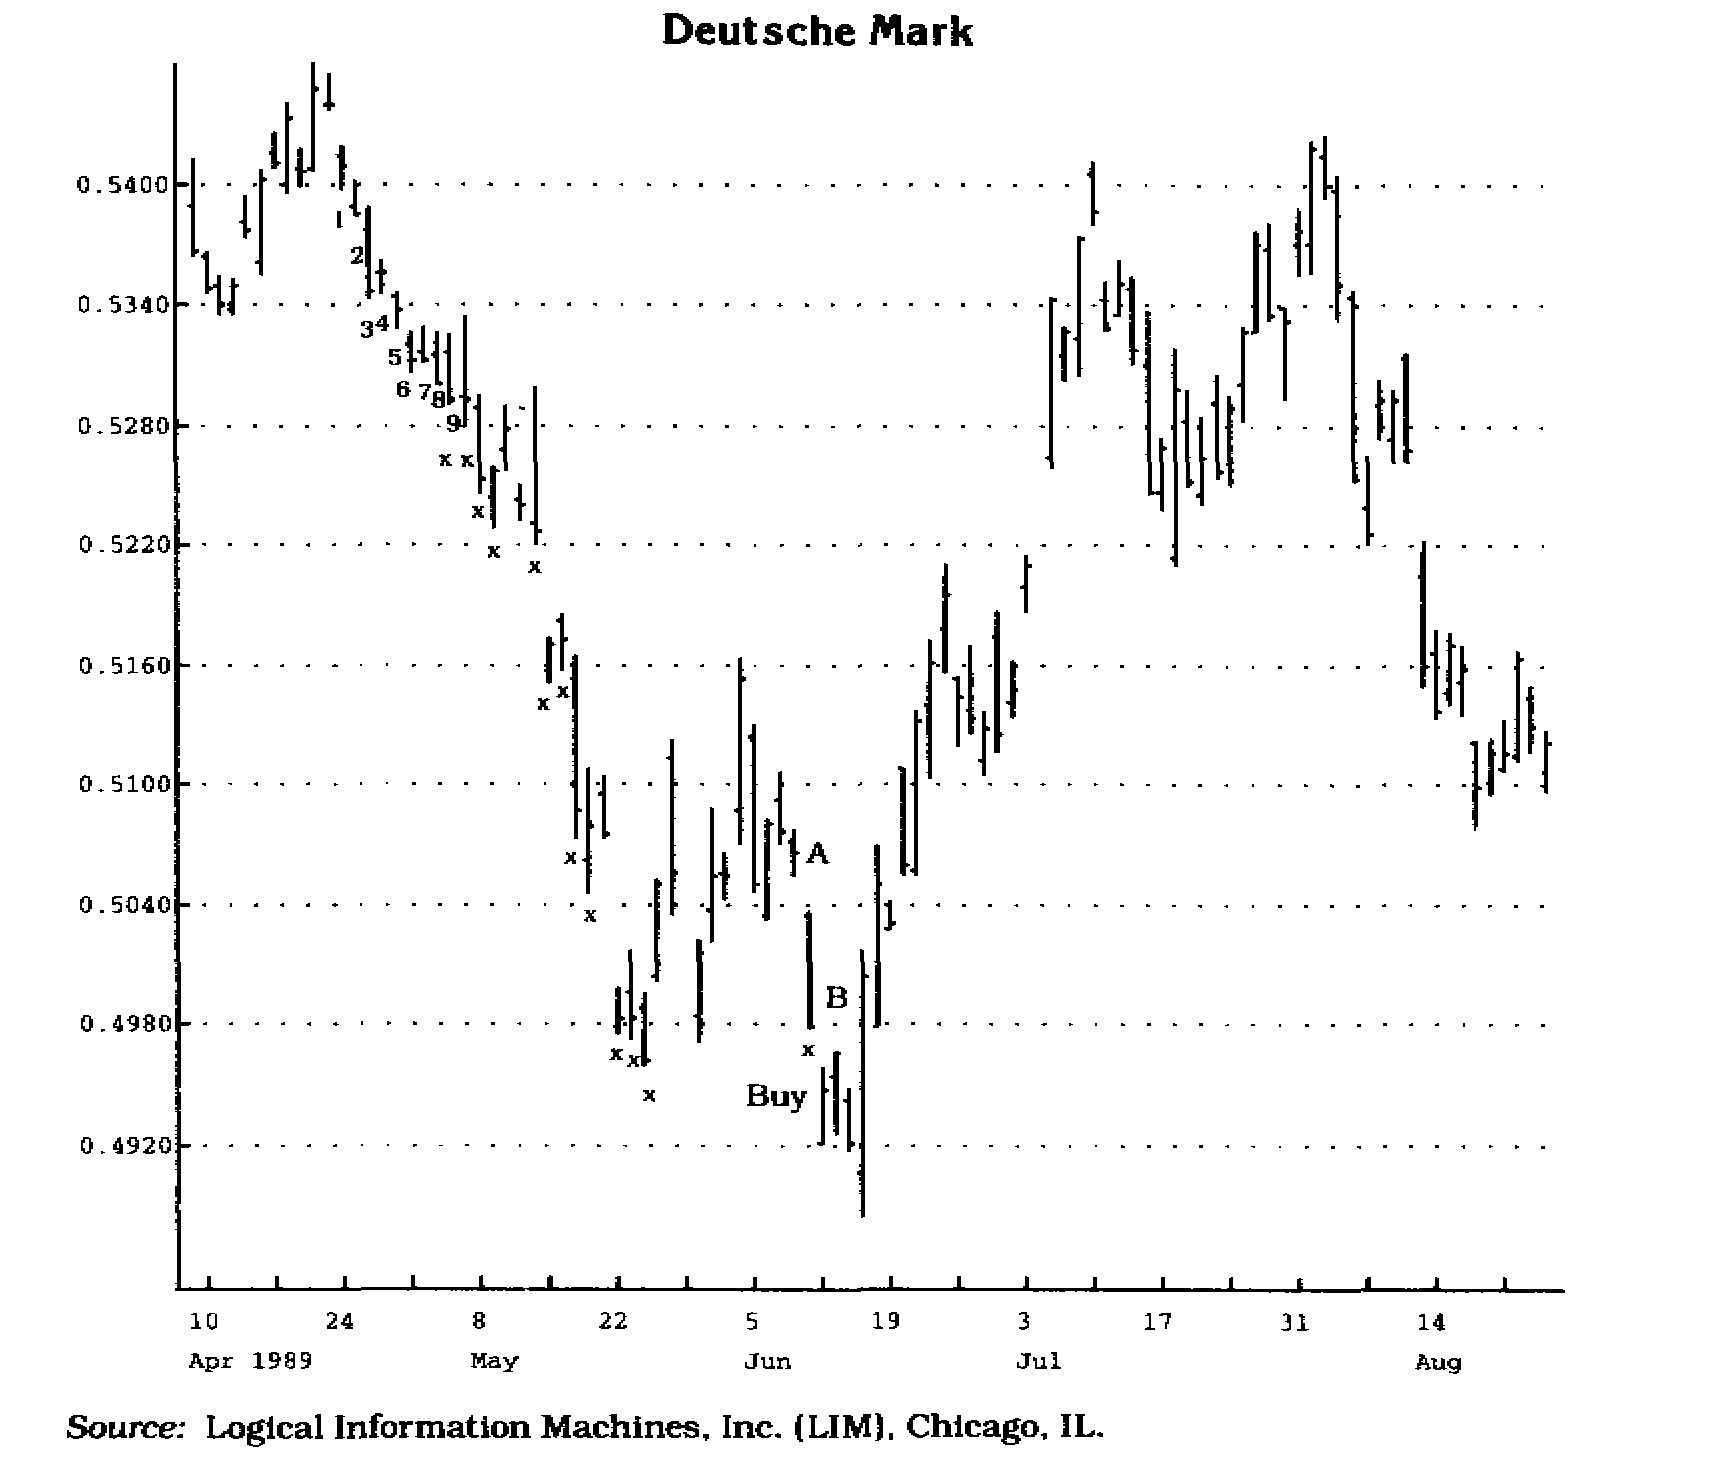 Deutsche Mark
0.5400
2
0.5340
3 4
5
6 7 8
9
0.5280
x x
x
x
0.5220
x
0.5160
x x
0.5100
x
A
x
0.5040
B
0.4980
x x
x
x
Buy
0.4920
10 24 8 22 5 19 3 17 31 14
Apr 1989 May Jun Jul Aug
Source: Logical Information Machines, Inc. (LIM), Chicago, IL.